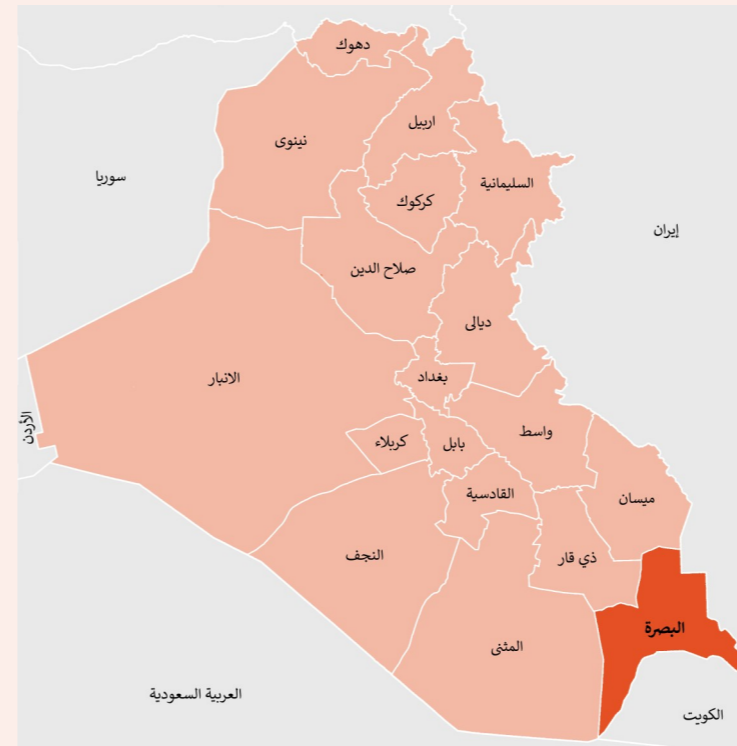 دهوك
اربيل
نينوى
السليمانية
سوريا
كركوك
إيران
صلاح الدين
ديالى
بغداد
الانبار
الأردن
واسط
كربلاء
بابل
القادسية
ميسان
النجف
ذي قار
البصرة
المثنى
العربية السعودية
الكويت